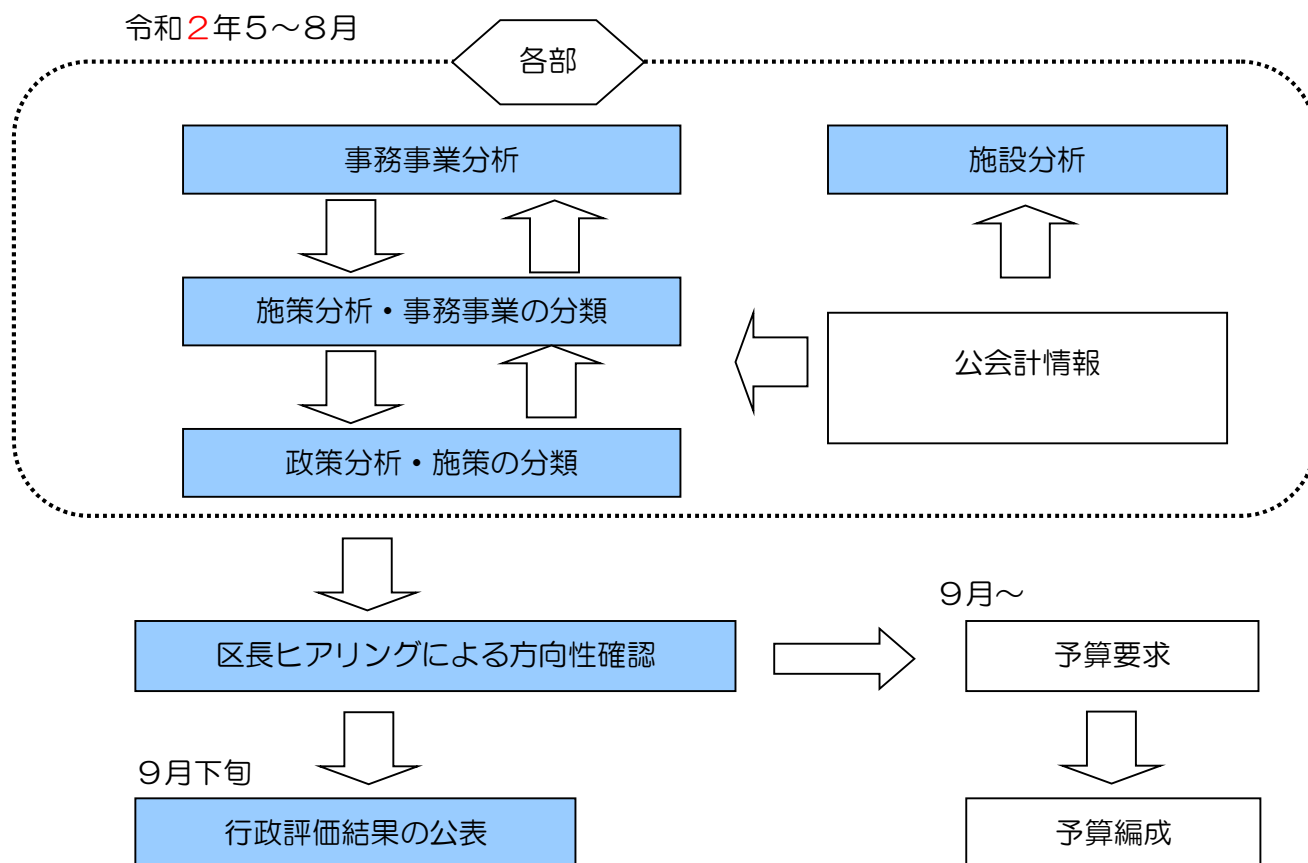 令和２年５～８月
各部
事務事業分析
施設分析
施策分析・事務事業の分類
公会計情報
政策分析・施策の分類
９月～
区長ヒアリングによる方向性確認
予算要求
９月下旬
行政評価結果の公表
予算編成